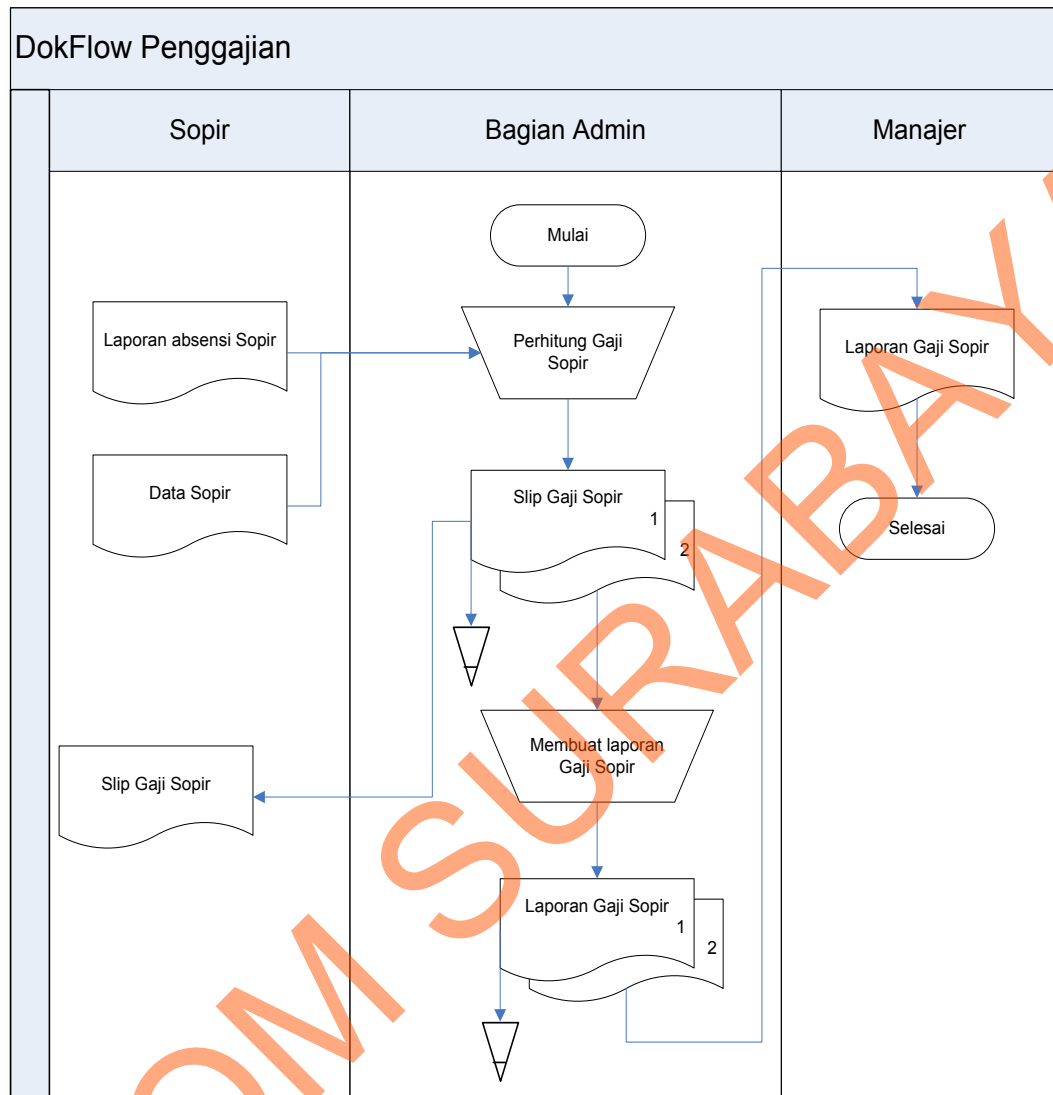 DokFlow Penggajian
Sopir
Bagian Admin
Manajer
Mulai
Laporan absensi Sopir
Perhitung Gaji
Sopir
Laporan Gaji Sopir
Data Sopir
Slip Gaji Sopir
1
2
Selesai
Membuat laporan
Gaji Sopir
Slip Gaji Sopir
Laporan Gaji Sopir
1
2
OM SURABAYA